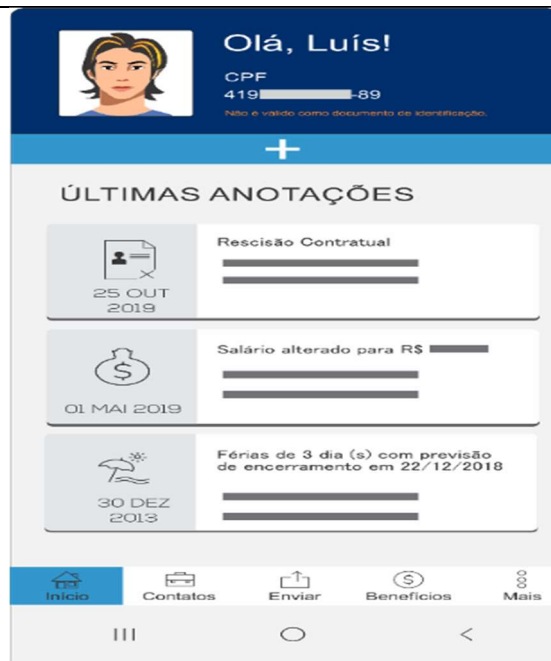 Olá, Luís!
CPF
419 -89
Não é válido como documento de identificação.
+
ÚLTIMAS ANOTAÇÕES
Rescisão Contratual
25 OUT
2019
Salário alterado para R$
01 MAI 2019
Férias de 3 dia (s) com previsão
de encerramento em 22/12/2018
30 DEZ
2013
Início Contatos Enviar Benefícios Mais